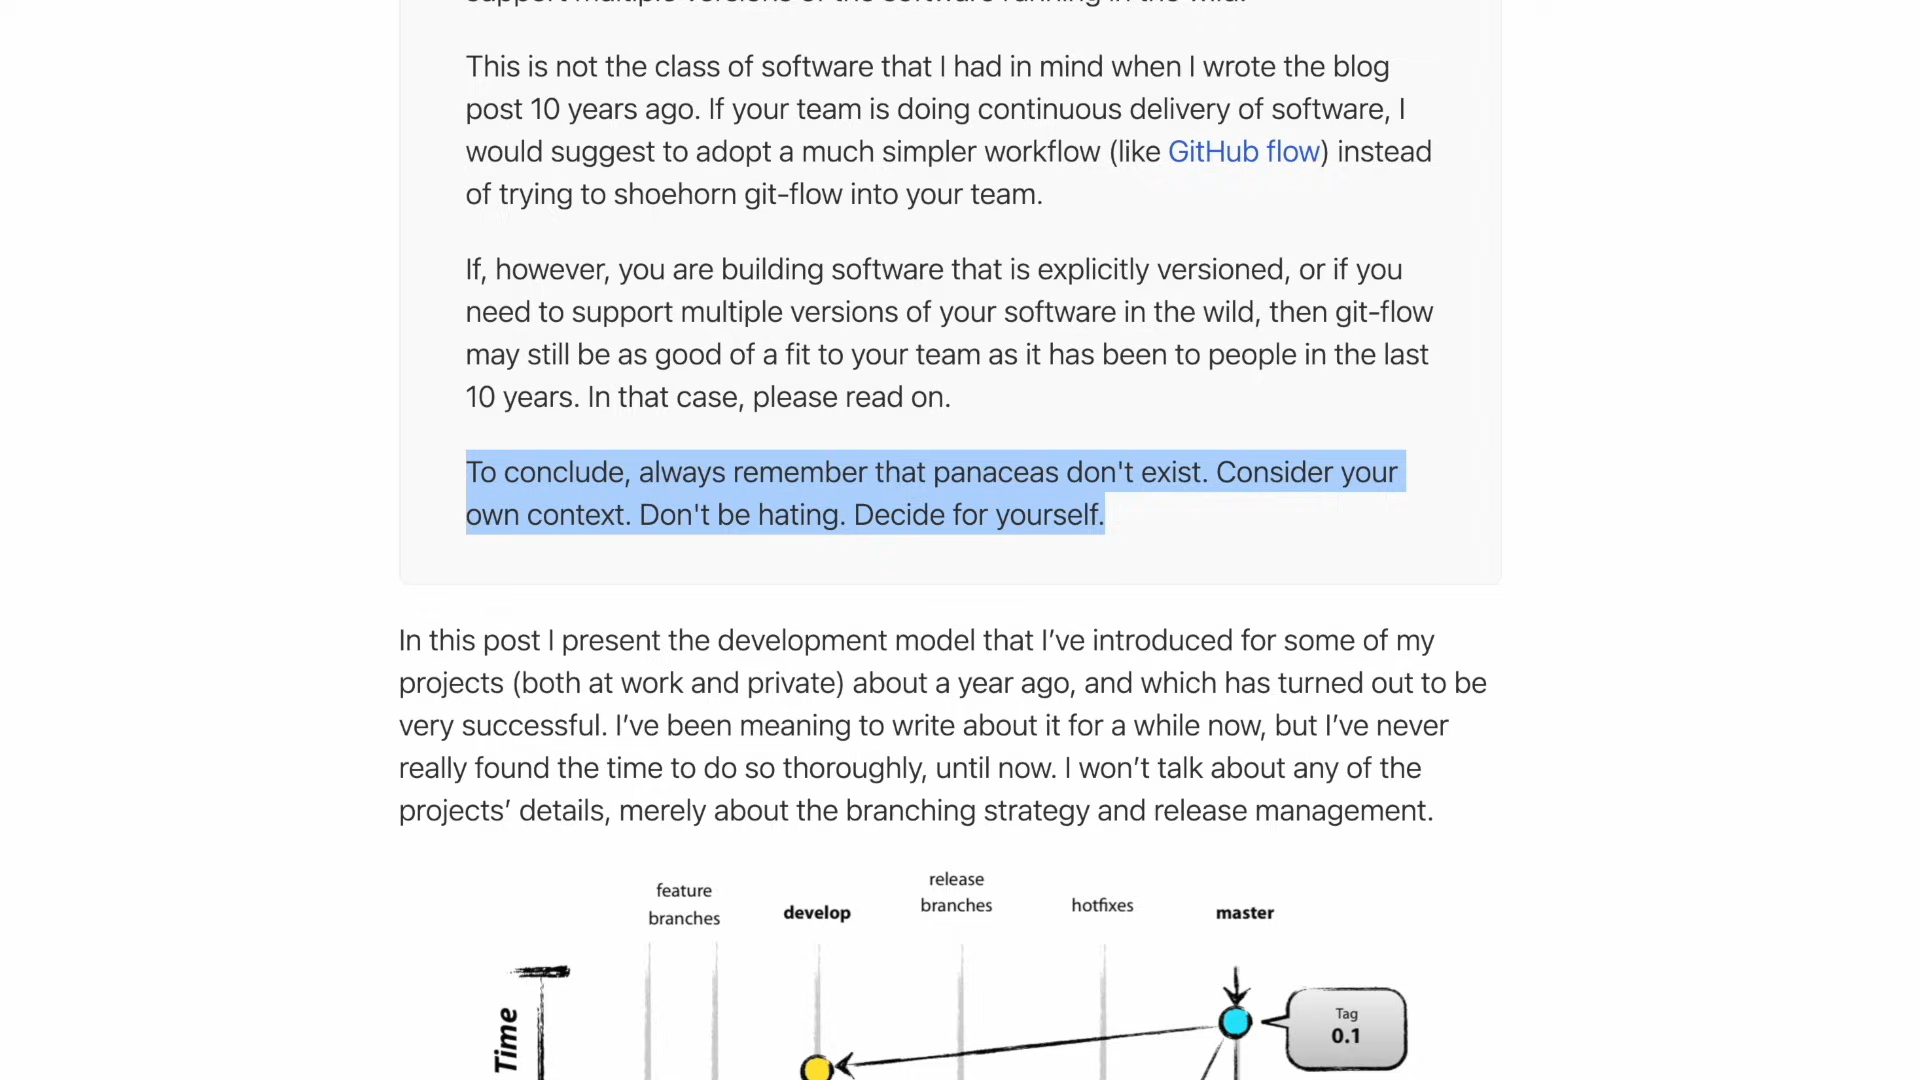 support multiple versions of the software running in the wild.
This is not the class of software that I had in mind when I wrote the blog
post 10 years ago. If your team is doing continuous delivery of software, I
would suggest to adopt a much simpler workflow (like GitHub flow) instead
of trying to shoehorn git-flow into your team.
If, however, you are building software that is explicitly versioned, or if you
need to support multiple versions of your software in the wild, then git-flow
may still be as good of a fit to your team as it has been to people in the last
10 years. In that case, please read on.
To conclude, always remember that panaceas don't exist. Consider your
own context. Don't be hating. Decide for yourself.
In this post I present the development model that I’ve introduced for some of my
projects (both at work and private) about a year ago, and which has turned out to be
very successful. I’ve been meaning to write about it for a while now, but I’ve never
really found the time to do so thoroughly, until now. I won’t talk about any of the
projects’ details, merely about the branching strategy and release management.
feature
branches
develop
release
branches
hotfixes
master
Time
Tag
0.1